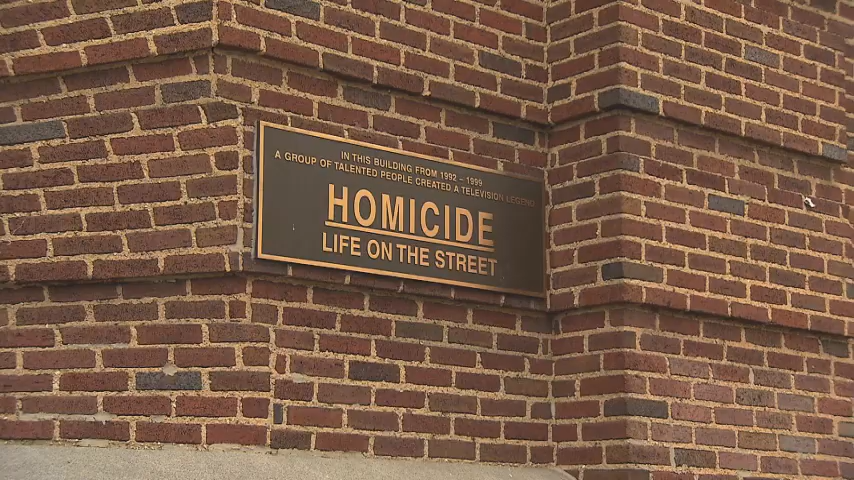 IN THIS BUILDING FROM 1992 – 1999
A GROUP OF TALENTED PEOPLE CREATED A TELEVISION LEGEND
HOMICIDE
LIFE ON THE STREET